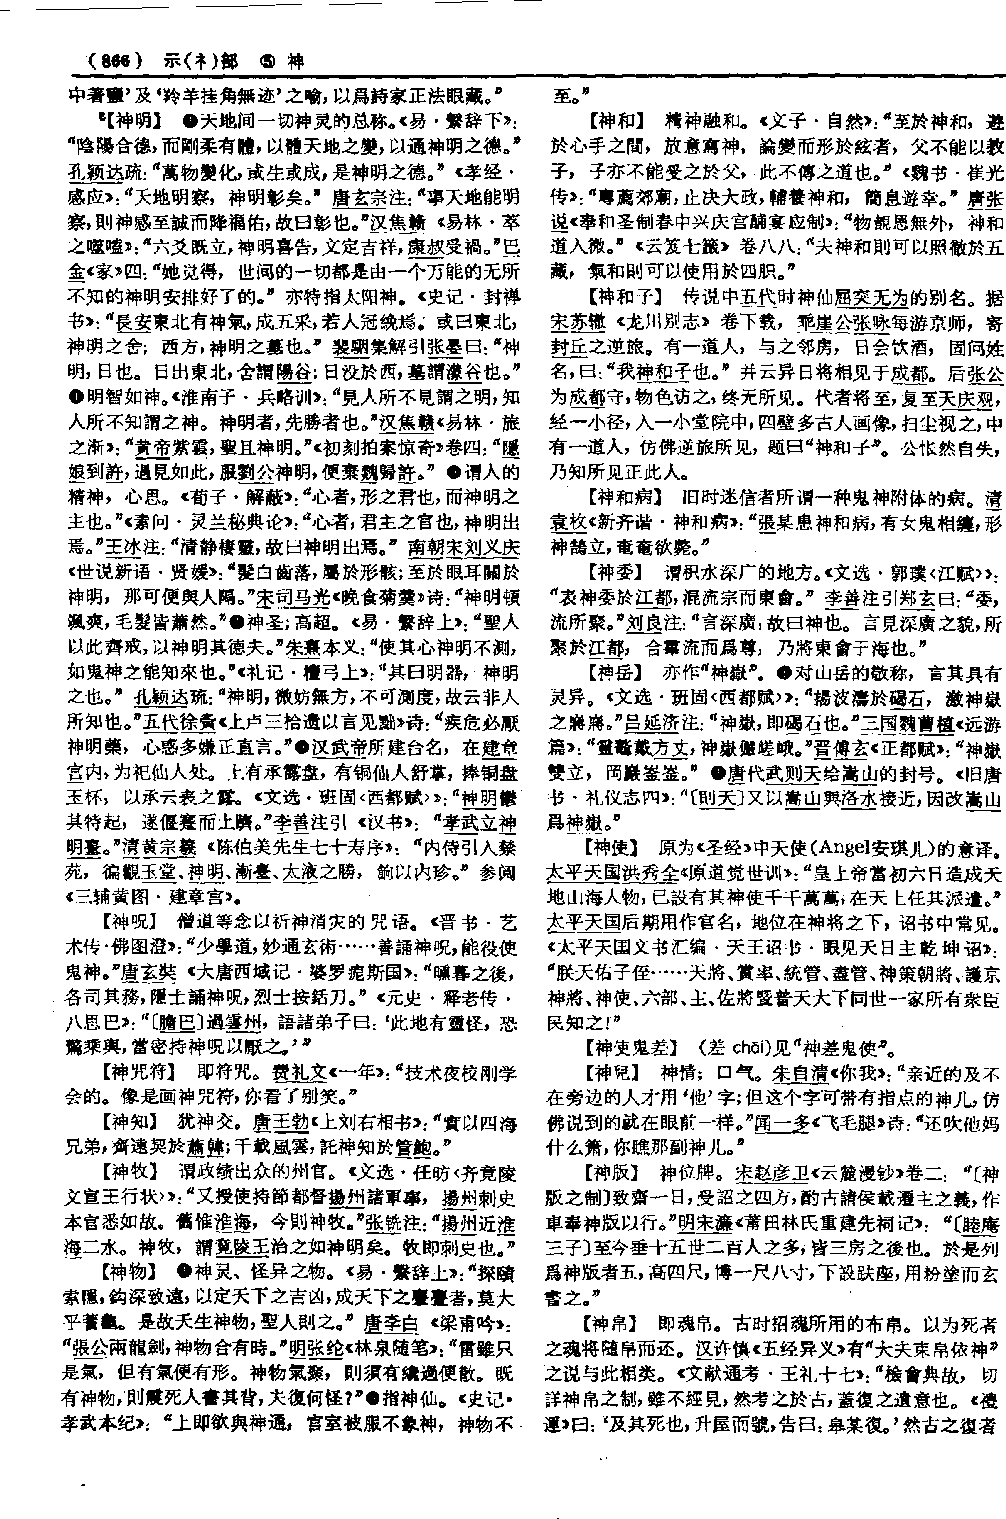 (866) 示(礻)部 ⑤ 神
中著鹽’及‘羚羊挂角無迹’之喻,以爲詩家正法眼藏。”
【神明】 ❶天地间一切神灵的总称。《易·繫辞下》:
“陰陽合德,而剛柔有體,以體天地之變,以通神明之德。”
孔颖达疏:“萬物變化,或生或成,是神明之德。”《孝经·
感应》:“天地明察,神明彰矣。”唐玄宗注:“事天地能明
察,則神感至誠而降福佑,故曰彰也。”汉焦赣《易林·萃
之噬嗑》:“六爻既立,神明喜告,文定吉祥,康叔受福。”巴
金《家》四:“她觉得,世间的一切都是由一个万能的无所
不知的神明安排好了的。”亦特指太阳神。《史记·封禅
书》:“長安東北有神氣,成五采,若人冠绕焉。或曰東北,
神明之舍;西方,神明之墓也。”裴駰集解引张晏曰:“神
明,日也。日出東北,舍謂陽谷;日没於西,墓謂濛谷也。”
❷明智如神。《淮南子·兵略训》:“見人所不見謂之明,知
人所不知謂之神。神明者,先勝者也。”汉焦赣《易林·旅
之渐》:“黄帝紫雲,聖且神明。”《初刻拍案惊奇》卷四:“隱
娘到許,遇見如此,服劉公神明,便棄魏歸許。”❸谓人的
精神,心思。《荀子·解蔽》:“心者,形之君也,而神明之
主也。”《素问·灵兰秘典论》:“心者,君主之官也,神明出
焉。”王冰注:“清静棲靈,故曰神明出焉。”南朝宋刘义庆
《世说新语·贤媛》:“髮白齒落,屬於形骸;至於眼耳關於
神明,那可便與人隔。”宋司马光《晚食菊羹》诗:“神明頓
颯爽,毛髮皆蕭然。”❹神圣;高超。《易·繫辞上》:“聖人
以此齊戒,以神明其德夫。”朱熹本义:“使其心神明不測,
如鬼神之能知來也。”《礼记·檀弓上》:“其曰明器,神明
之也。”孔颖达疏:“神明,微妙無方,不可測度,故云非人
所知也。”五代徐夤《上卢三拾遗以言见黜》诗:“疾危必厭
神明藥,心惑多嫌正直言。”❺汉武帝所建台名,在建章
宫内,为祀仙人处。上有承露盘,有铜仙人舒掌,捧铜盘
玉杯,以承云表之露。《文选·班固〈西都赋〉》:“神明鬱
其特起,遂偃蹇而上躋。”李善注引《汉书》:“孝武立神
明臺。”清黄宗羲《陈伯美先生七十寿序》:“内侍引入禁
苑,徧觀玉堂、神明、漸臺、太液之勝,餉以内珍。”参阅
《三辅黄图·建章宫》。
【神呪】 僧道等念以祈神消灾的咒语。《晋书·艺
术传·佛图澄》:“少學道,妙通玄術……善誦神呪,能役使
鬼神。”唐玄奘《大唐西域记·婆罗痆斯国》:“曛暮之後,
各司其務,隱士誦神呪,烈士按銛刀。”《元史·释老传·
八思巴》:“〔膽巴〕過雲州,語諸弟子曰:‘此地有靈怪,恐
驚乘輿,當密持神呪以厭之。’”
【神咒符】 即符咒。费礼文《一年》:“技术夜校刚学
会的。像是画神咒符,你看了别笑。”
【神知】 犹神交。唐王勃《上刘右相书》:“實以四海
兄弟,齊逮契於蕭韓;千載風雲,託神知於管鮑。”
【神牧】 谓政绩出众的州官。《文选·任昉〈齐竟陵
文宣王行状〉》:“又授使持節都督揚州諸軍事,揚州刺史
本官悉如故。舊惟淮海,今則神牧。”张铣注:“揚州近淮
海二水。神牧,謂竟陵王治之如神明矣。牧即刺史也。”
【神物】 ❶神灵、怪异之物。《易·繫辞上》:“探賾
索隱,鈎深致遠,以定天下之吉凶,成天下之亹亹者,莫大
乎蓍龜。是故天生神物,聖人則之。”唐李白《梁甫吟》:
“張公兩龍劍,神物合有時。”明张纶《林泉随笔》:“雷雖只
是氣,但有氣便有形。神物氣聚,則須有纔過便散。既
有神物,則震死人書其背,夫復何怪?”❷指神仙。《史记·
孝武本纪》:“上即欲與神通,宫室被服不象神,神物不
至。”
【神和】 精神融和。《文子·自然》:“至於神和,遊
於心手之間,放意寫神,論變而形於絃者,父不能以教
子,子亦不能受之於父,此不傳之道也。”《魏书·崔光
传》:“專薦郊廟,止决大政,輔養神和,簡息遊幸。”唐张
说《奉和圣制春中兴庆宫酺宴应制》:“物覩恩無外,神和
道入微。”《云笈七籤》卷八八:“夫神和則可以照徹於五
藏,氣和則可以使用於四肢。”
【神和子】 传说中五代时神仙屈突无为的别名。据
宋苏辙《龙川别志》卷下载,乖崖公张咏每游京师,寄
封丘之逆旅。有一道人,与之邻房,日会饮酒,固问姓
名,曰:“我神和子也。”并云异日将相见于成都。后张公
为成都守,物色访之,终无所见。代者将至,复至天庆观,
经一小径,入一小堂院中,四壁多古人画像,扫尘视之,中
有一道人,仿佛逆旅所见,题曰“神和子”。公怅然自失,
乃知所见正此人。
【神和病】 旧时迷信者所谓一种鬼神附体的病。清
袁枚《新齐谐·神和病》:“張某患神和病,有女鬼相纏,形
神鵠立,奄奄欲斃。”
【神委】 谓积水深广的地方。《文选·郭璞〈江赋〉》:
“表神委於江都,混流宗而東會。”李善注引郑玄曰:“委,
流所聚。”刘良注:“言深廣,故曰神也。言見深廣之貌,所
聚於江都,合羣流而爲尊,乃將東會于海也。”
【神岳】 亦作“神嶽”。❶对山岳的敬称,言其具有
灵异。《文选·班固〈西都赋〉》:“揚波濤於碣石,激神嶽
之嶈嶈。”吕延济注:“神嶽,即碣石也。”三国魏曹植《远游
篇》:“靈鼇戴方丈,神嶽儼嵯峨。”晋傅玄《正都赋》:“神嶽
雙立,岡巖崟崟。”❷唐代武则天给嵩山的封号。《旧唐
书·礼仪志四》:“〔則天〕又以嵩山與洛水接近,因改嵩山
爲神嶽。”
【神使】 原为《圣经》中天使(Angel安琪儿)的意译。
太平天国洪秀全《原道觉世训》:“皇上帝當初六日造成天
地山海人物,已設有其神使千千萬萬,在天上任其派遣。”
太平天国后期用作官名,地位在神将之下,诏书中常见。
《太平天国文书汇编·天王诏书·眼见天日主乾坤诏》:
“朕天佑子侄……天將、掌率、統管、盡管、神策朝將、護京
神將、神使、六部、主、佐將暨普天大下同世一家所有衆臣
民知之!”
【神使鬼差】 (差 chāi)见“神差鬼使”。
【神兒】 神情;口气。朱自清《你我》:“亲近的及不
在旁边的人才用‘他’字;但这个字可带有指点的神儿,仿
佛说到的就在眼前一样。”闻一多《飞毛腿》诗:“还吹他妈
什么箫,你瞧那副神儿。”
【神版】 神位牌。宋赵彦卫《云麓漫钞》卷二:“〔神
版之制〕致齋一日,受詔之四方,酌古諸侯載遷主之義,作
車奉神版以行。”明宋濂《莆田林氏重建先祠记》:“〔睦庵
三子〕至今垂十五世二百人之多,皆三房之後也。於是列
爲神版者五,高四尺,博一尺八寸,下設趺座,用粉塗而玄
書之。”
【神帛】 即魂帛。古时招魂所用的布帛。以为死者
之魂将随帛而还。汉许慎《五经异义》有“大夫束帛依神”
之说与此相类。《文献通考·王礼十七》:“檢會典故,切
詳神帛之制,雖不經見,然考之於古,蓋復之遺意也。《禮
運》曰:‘及其死也,升屋而號,告曰:皋某復。’然古之復者